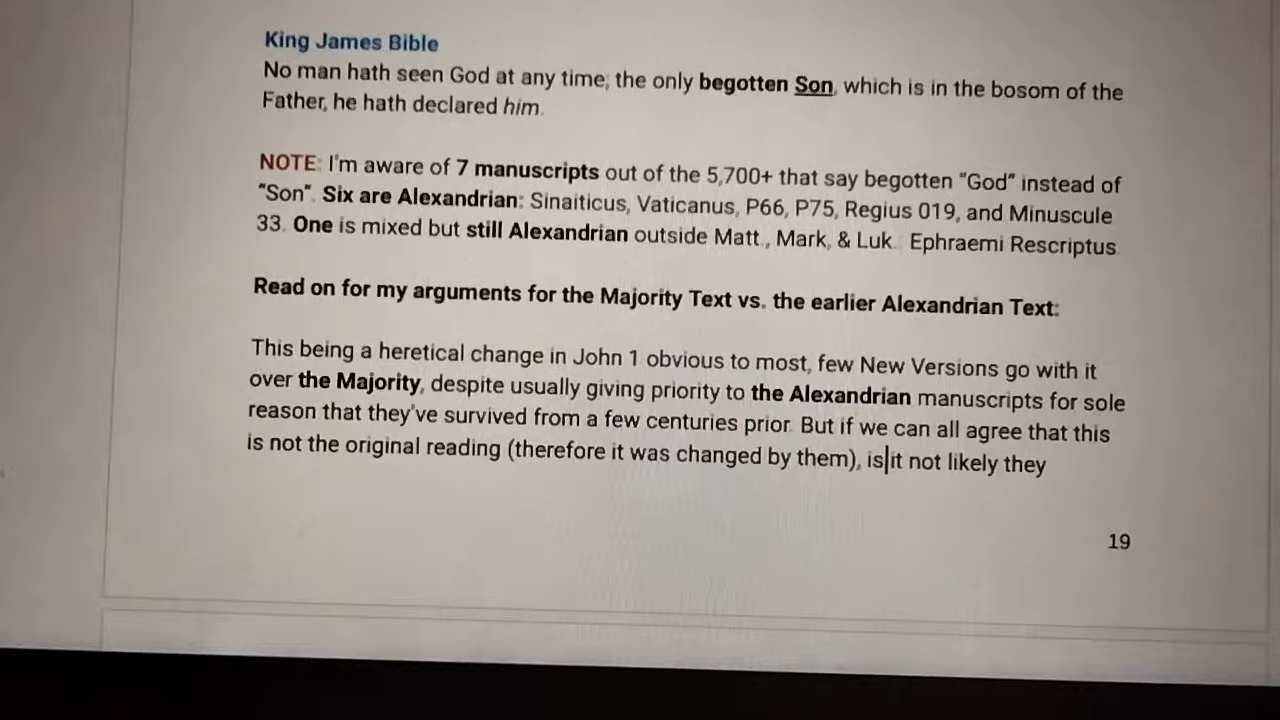 King James Bible
No man hath seen God at any time; the only begotten Son, which is in the bosom of the
Father, he hath declared him.
NOTE: I'm aware of 7 manuscripts out of the 5,700+ that say begotten "God" instead of
"Son". Six are Alexandrian: Sinaiticus, Vaticanus, P66, P75, Regius 019, and Minuscule
33. One is mixed but still Alexandrian outside Matt., Mark, & Luk. Ephraemi Rescriptus
Read on for my arguments for the Majority Text vs. the earlier Alexandrian Text:
This being a heretical change in John 1 obvious to most, few New Versions go with it
over the Majority, despite usually giving priority to the Alexandrian manuscripts for sole
reason that they've survived from a few centuries prior. But if we can all agree that this
is not the original reading (therefore it was changed by them), is it not likely they
19